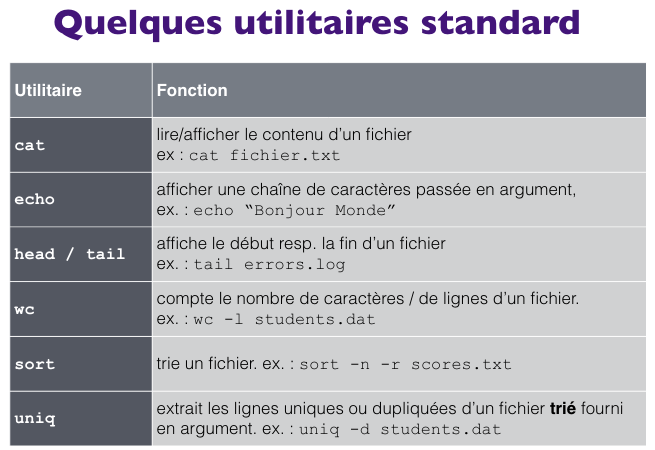 Quelques utilitaires standard
Utilitaire Fonction
cat
lire/afficher le contenu d’un fichier
ex : cat fichier.txt
echo
afficher une chaîne de caractères passée en argument,
ex. : echo “Bonjour Monde”
head / tail
affiche le début resp. la fin d’un fichier
ex. : tail errors.log
wc
compte le nombre de caractères / de lignes d’un fichier.
ex. : wc -l students.dat
sort
trie un fichier. ex. : sort -n -r scores.txt
uniq
extrait les lignes uniques ou dupliquées d’un fichier trié fourni
en argument. ex. : uniq -d students.dat